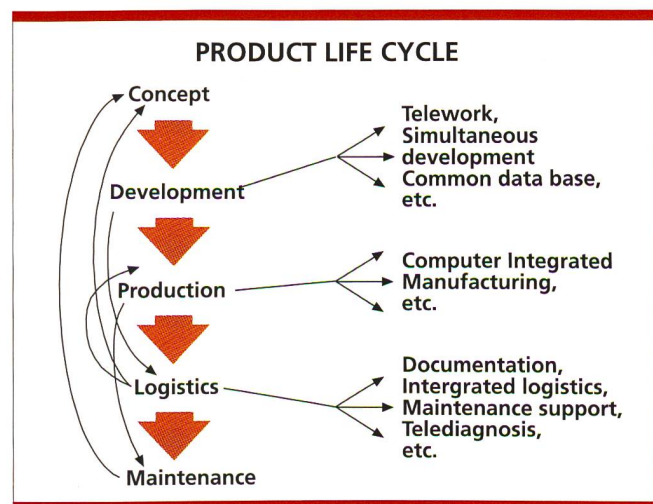 PRODUCT LIFE CYCLE
Concept
Development
Production
Logistics
Maintenance
Telework,
Simultaneous
development
Common data base,
etc.
Computer Integrated
Manufacturing,
etc.
Documentation,
Intergrated logistics,
Maintenance support,
Telediagnosis,
etc.